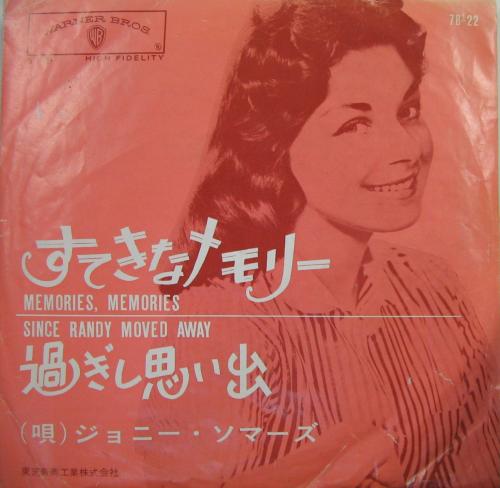 WARNER BROS.
WB
HIGH FIDELITY
7B-22
すてきなメモリー
MEMORIES, MEMORIES
SINCE RANDY MOVED AWAY
過ぎし思い出
(唄)ジョニー・ソマーズ
東芝音楽工業株式会社